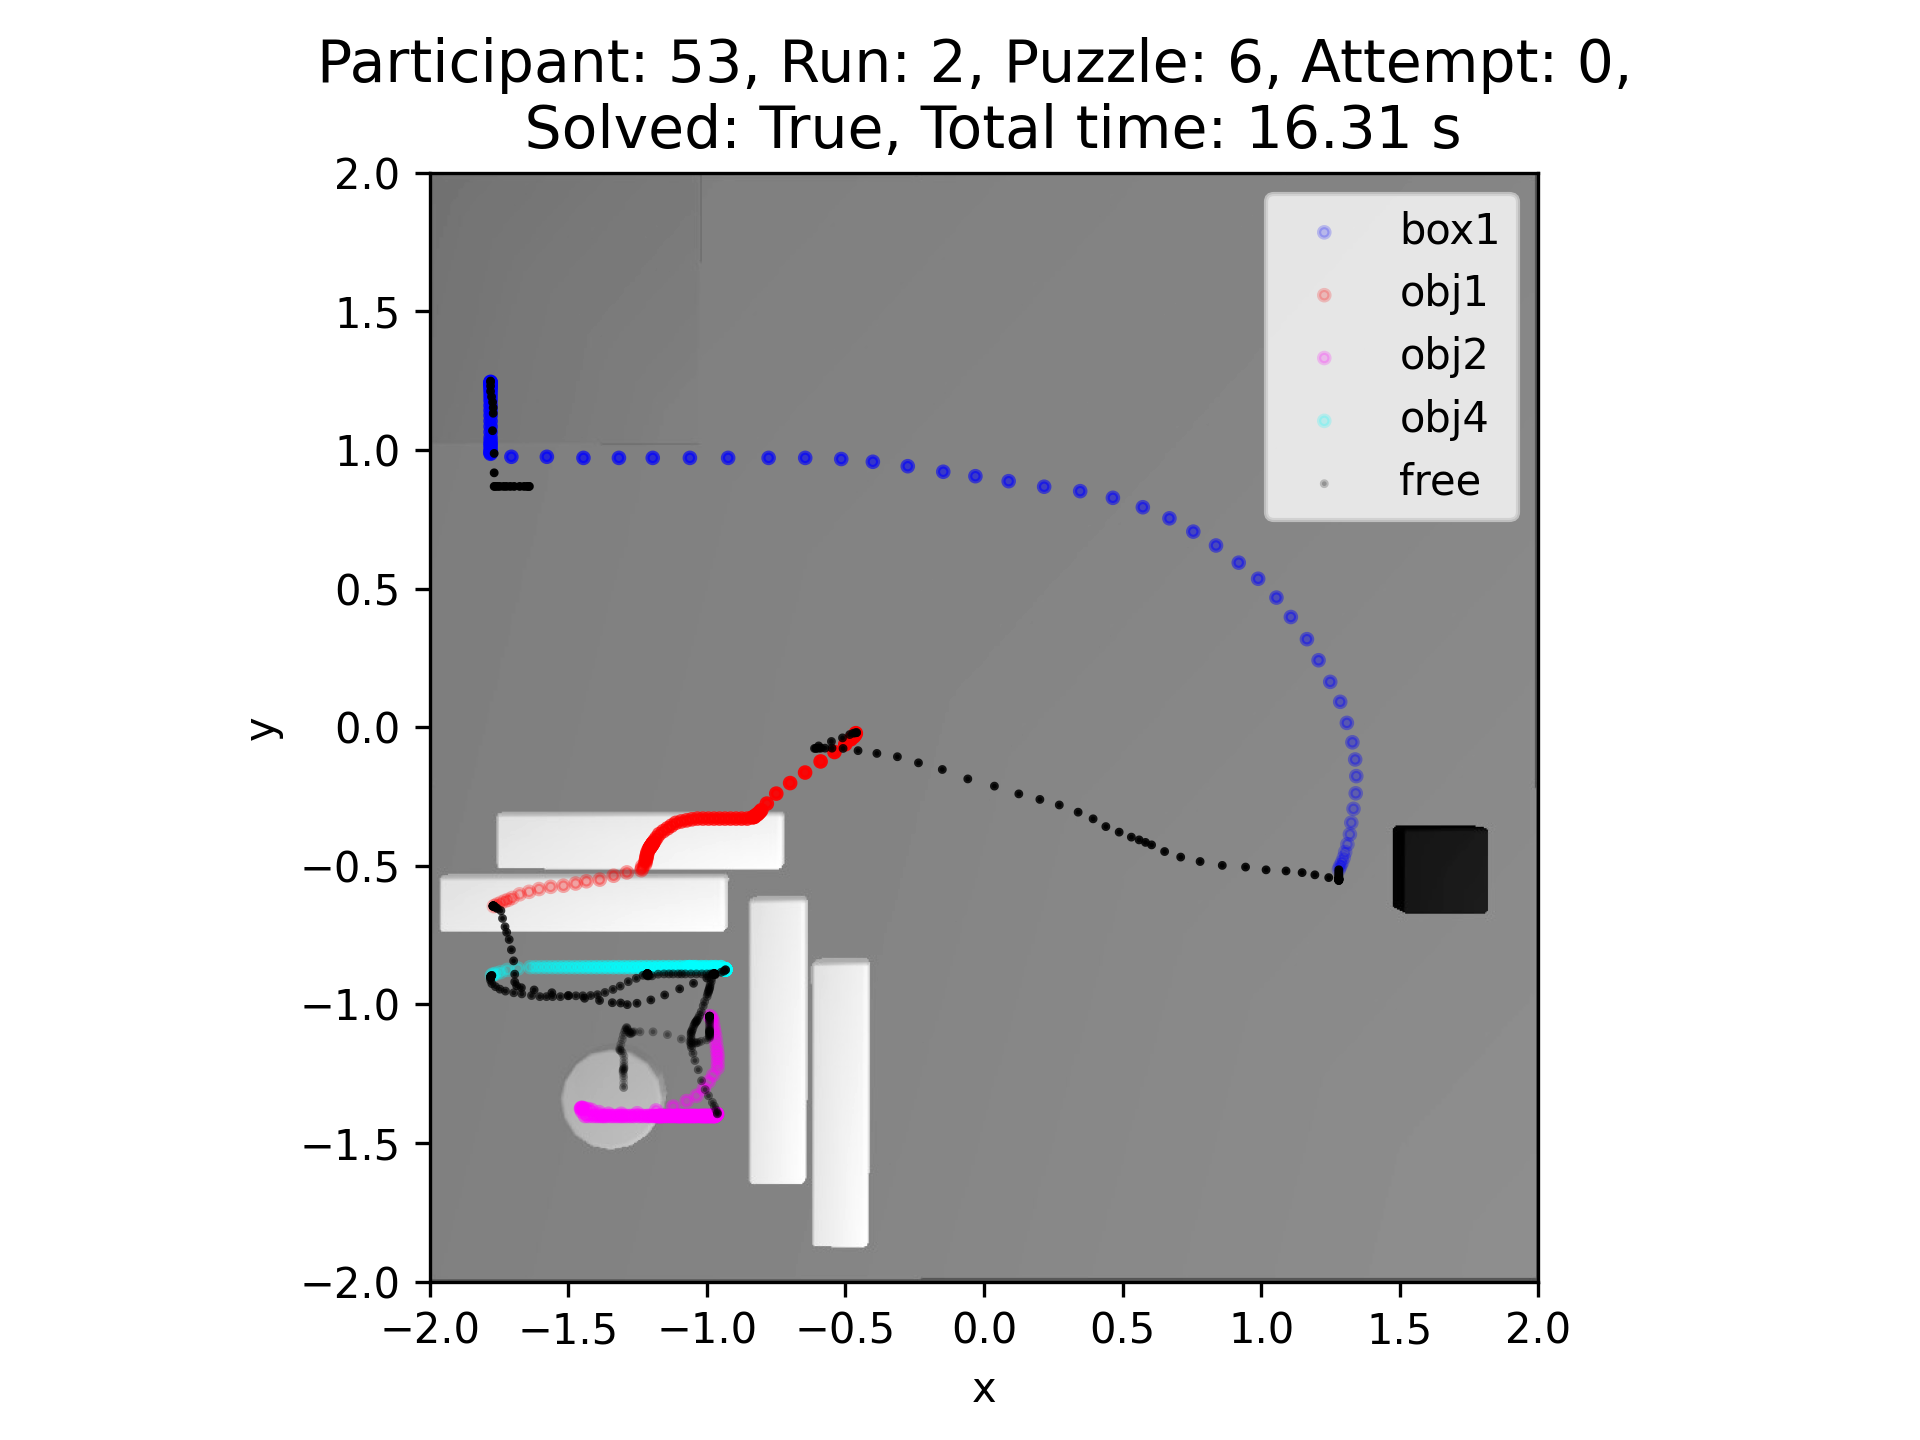 Participant: 53, Run: 2, Puzzle: 6, Attempt: 0,
Solved: True, Total time: 16.31 s
2.0
1.5
1.0
0.5
0.0
−0.5
−1.0
−1.5
−2.0
y
box1
obj1
obj2
obj4
free
−2.0 −1.5 −1.0 −0.5 0.0 0.5 1.0 1.5 2.0
x